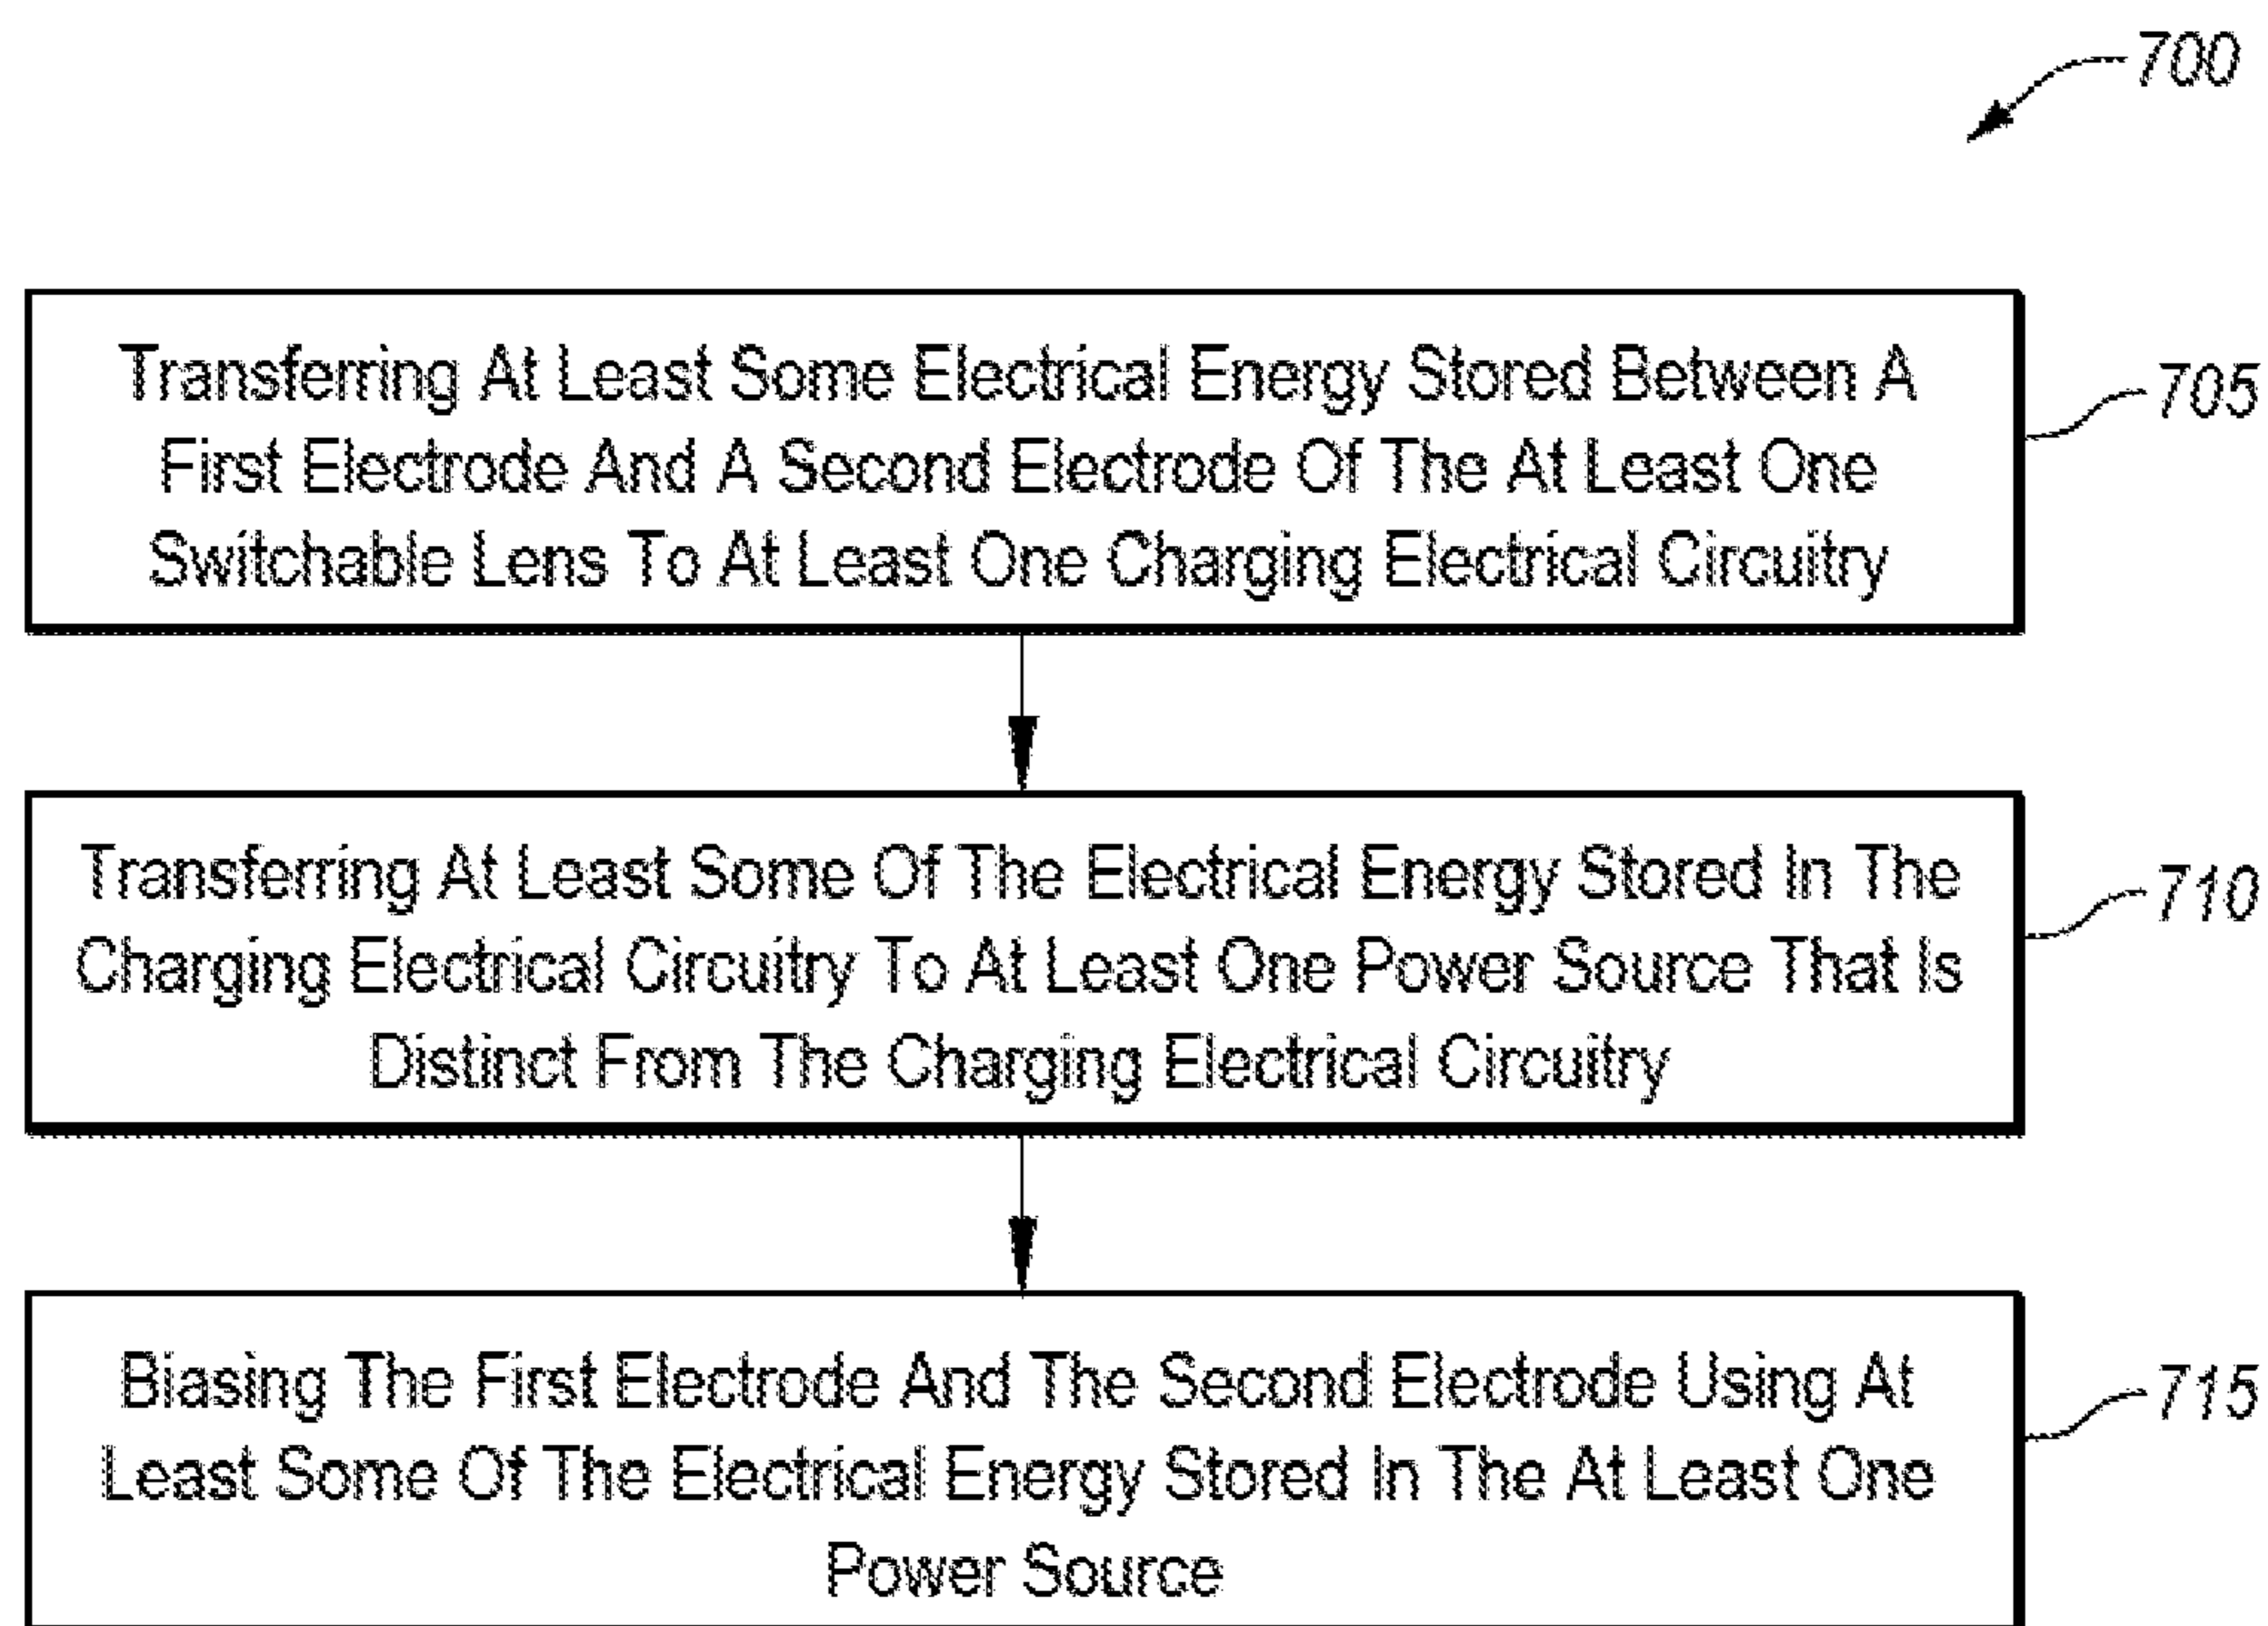 700
Transferring At Least Some Electrical Energy Stored Between A
First Electrode And A Second Electrode Of The At Least One
Switchable Lens To At Least One Charging Electrical Circuitry
705
Transferring At Least Some Of The Electrical Energy Stored In The
Charging Electrical Circuitry To At Least One Power Source That Is
Distinct From The Charging Electrical Circuitry
710
Biasing The First Electrode And The Second Electrode Using At
Least Some Of The Electrical Energy Stored In The At Least One
Power Source
715